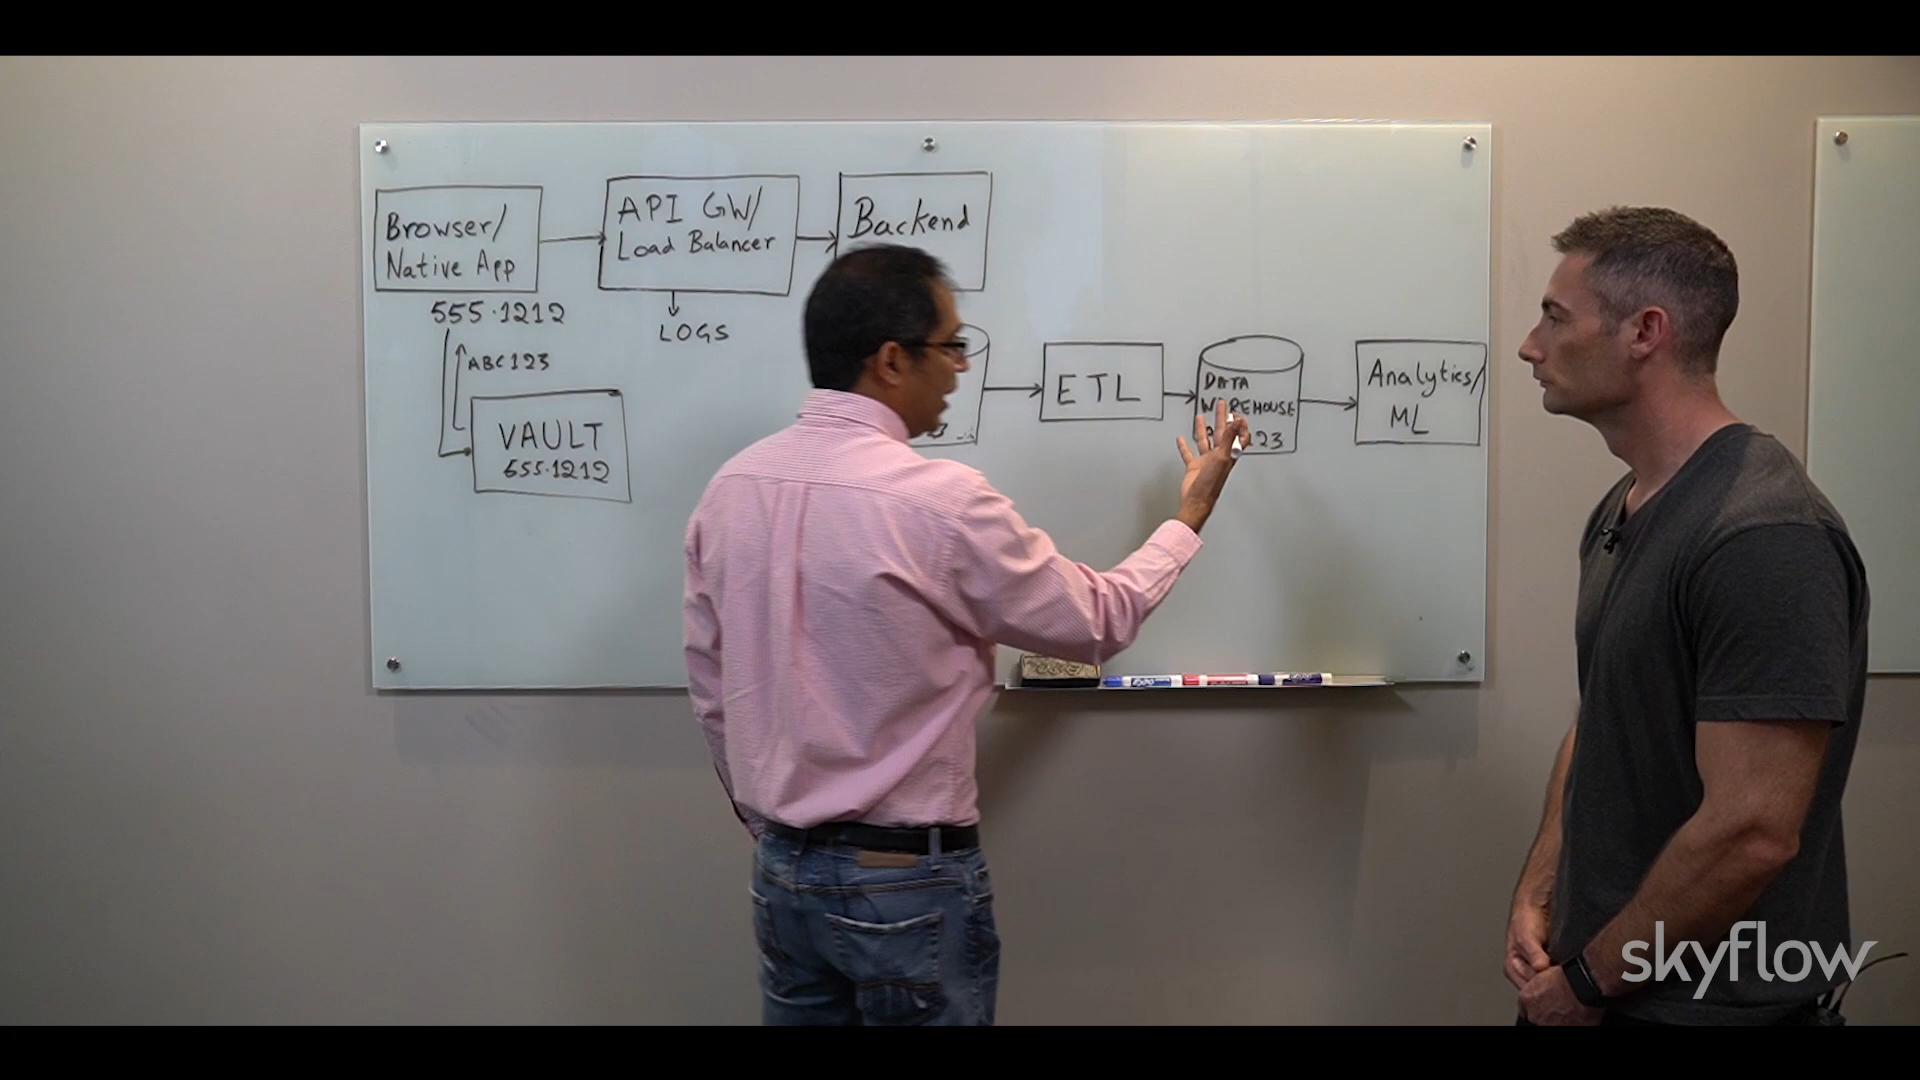 Browser/
Native App
API GW/
Load Balancer
Backend
555·1212
LOGS
ABC123
VAULT
555·1212
ETL
DATA
WAREHOUSE
Analytics/
ML
skyflow